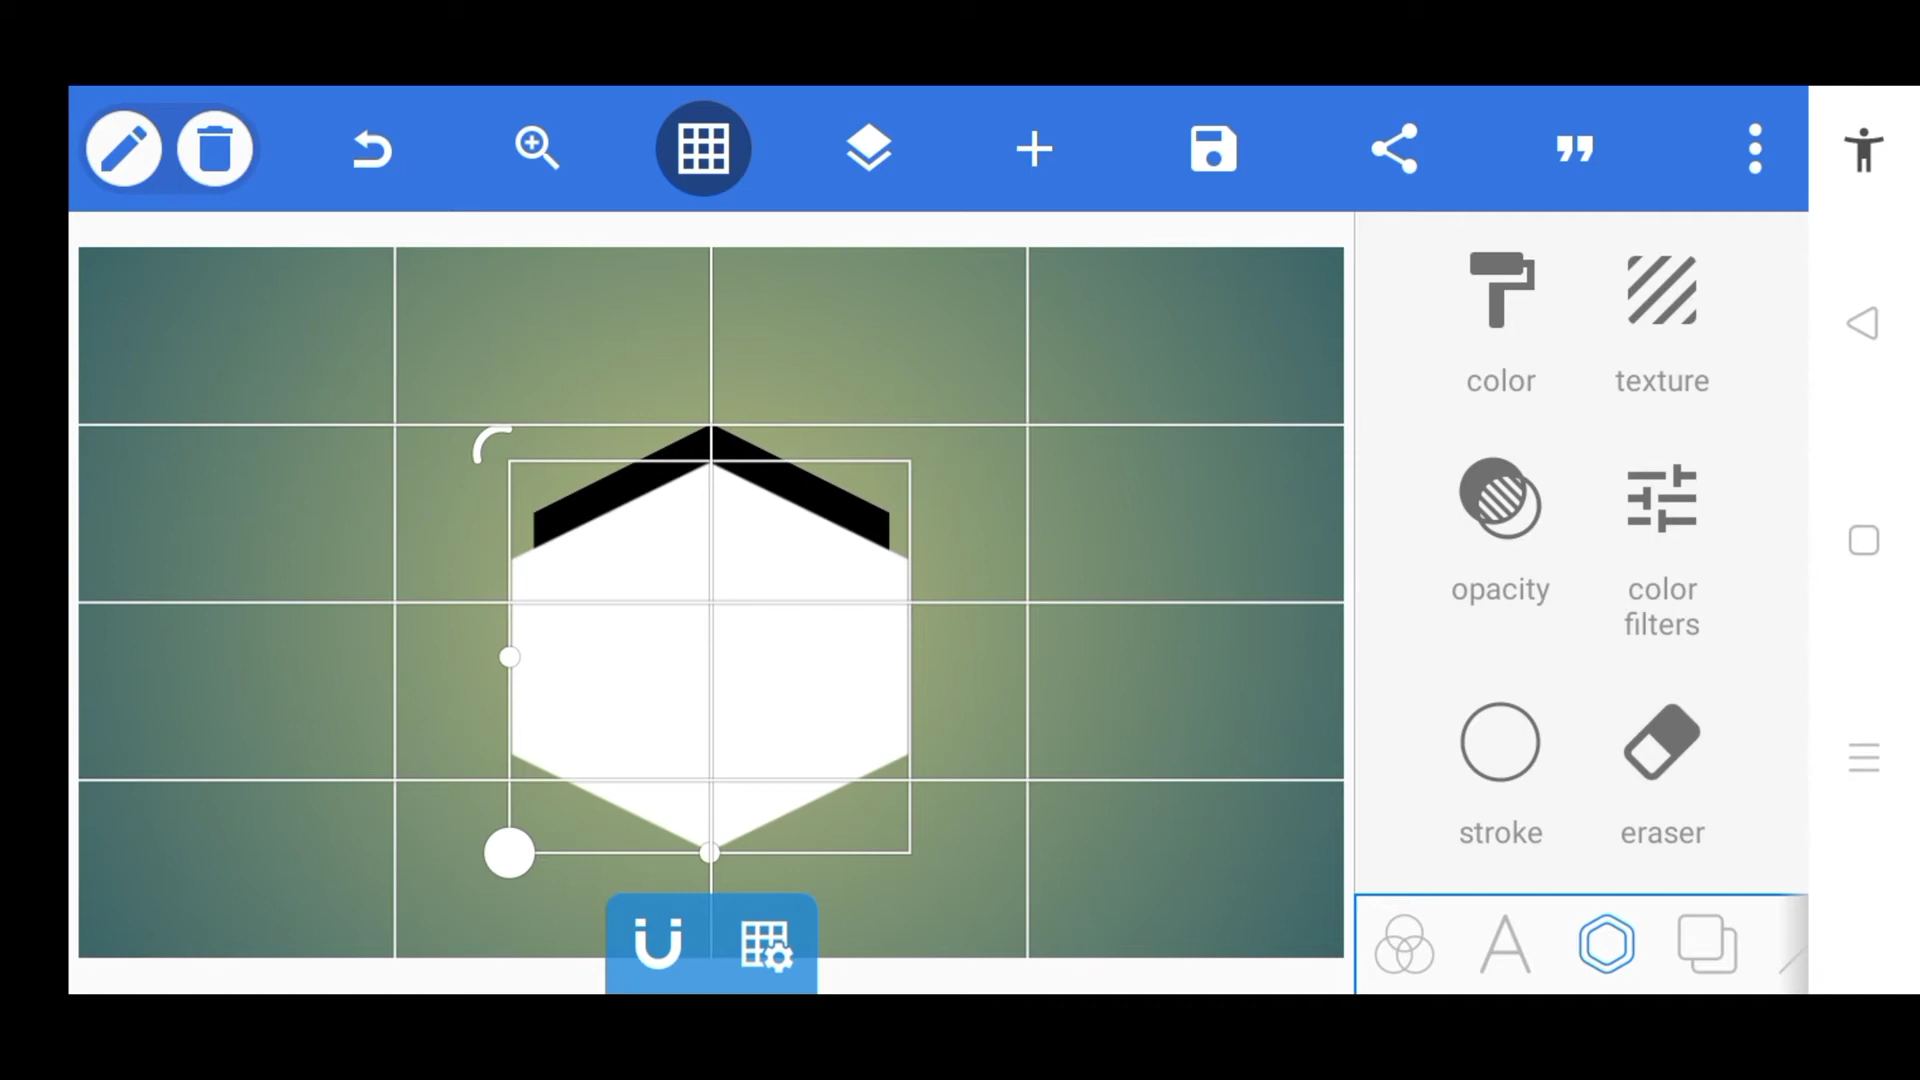 color
texture
opacity
color
filters
stroke
eraser